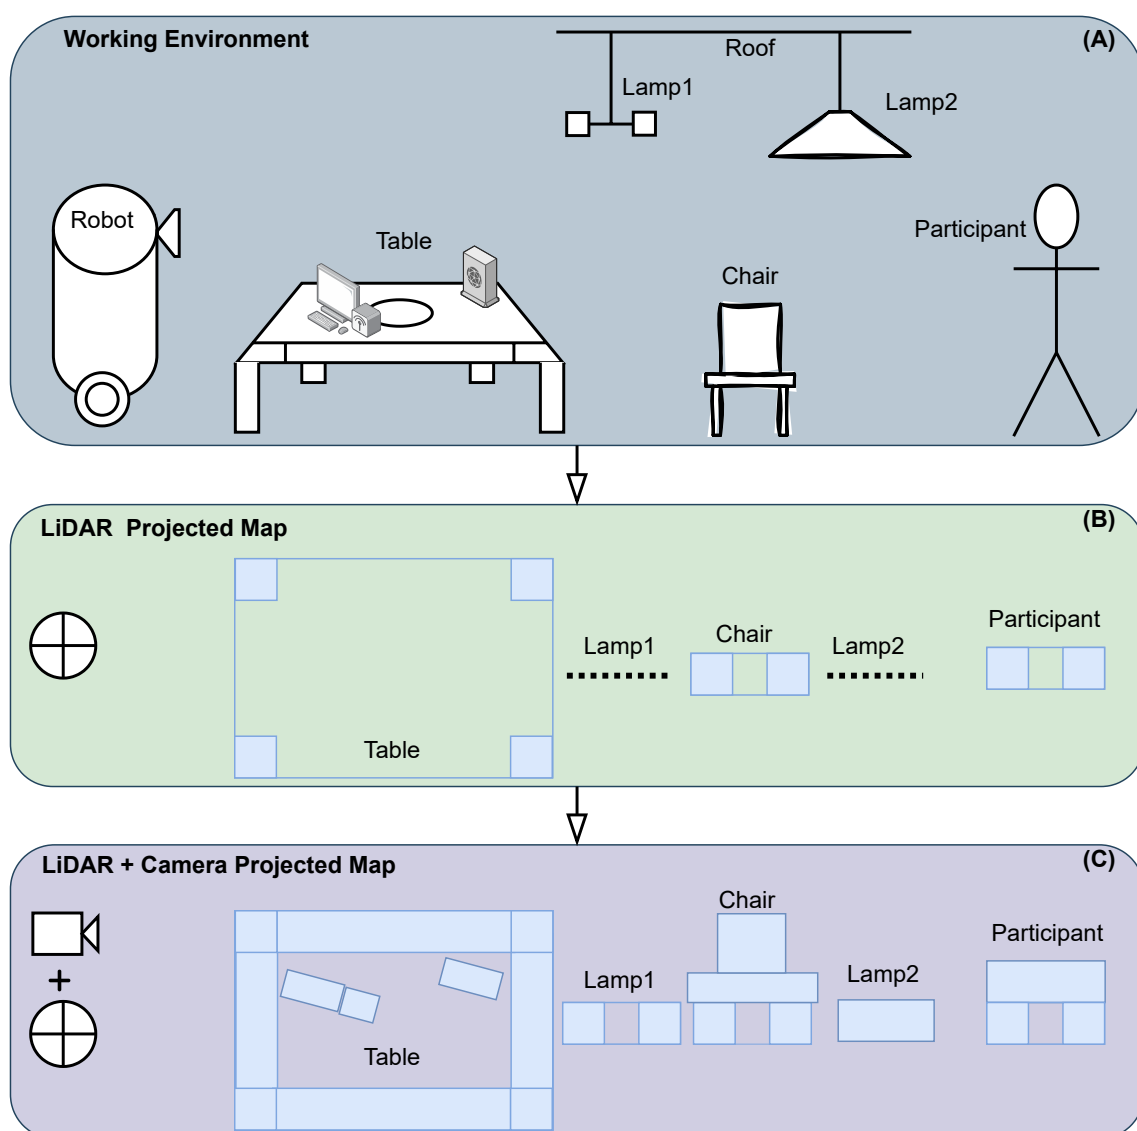 Working Environment
(A)
Roof
Lamp1
Lamp2
Robot
Table
Chair
Participant
LiDAR  Projected Map
(B)
Lamp1
Chair
Lamp2
Participant
Table
LiDAR + Camera Projected Map
(C)
Chair
Participant
Lamp1
Lamp2
+
Table